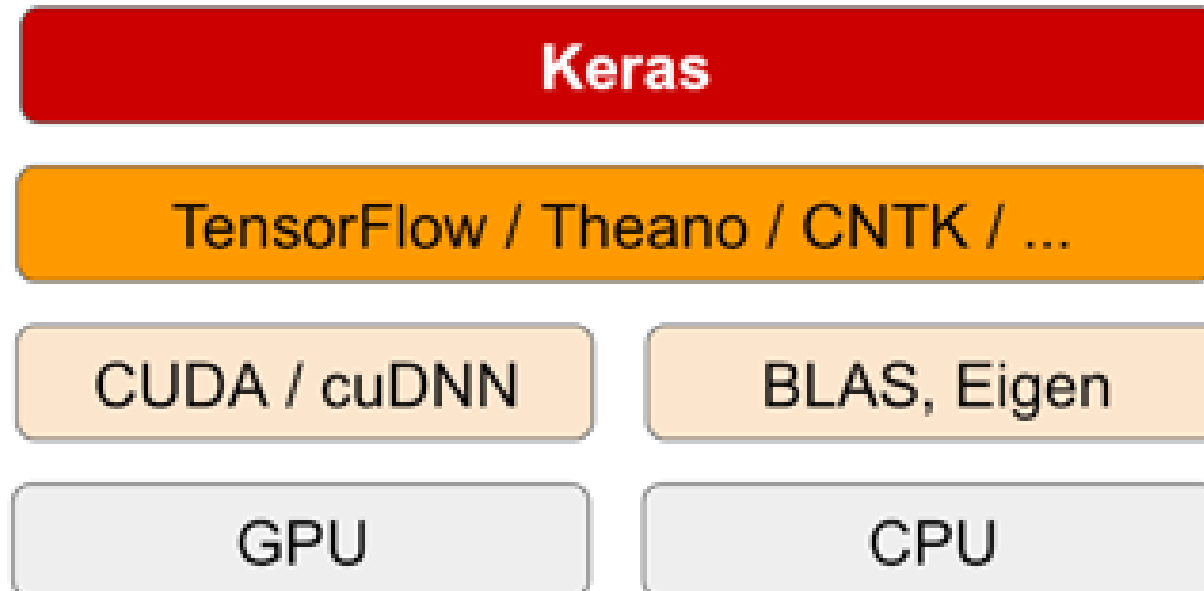 Keras
TensorFlow / Theano / CNTK / ...
CUDA / cuDNN
BLAS, Eigen
GPU
CPU